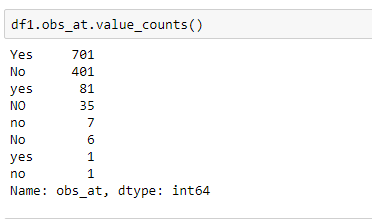 df1.obs_at.value_counts()
Yes 701
No 401
yes 81
NO 35
no 7
No 6
yes 1
no 1
Name: obs_at, dtype: int64